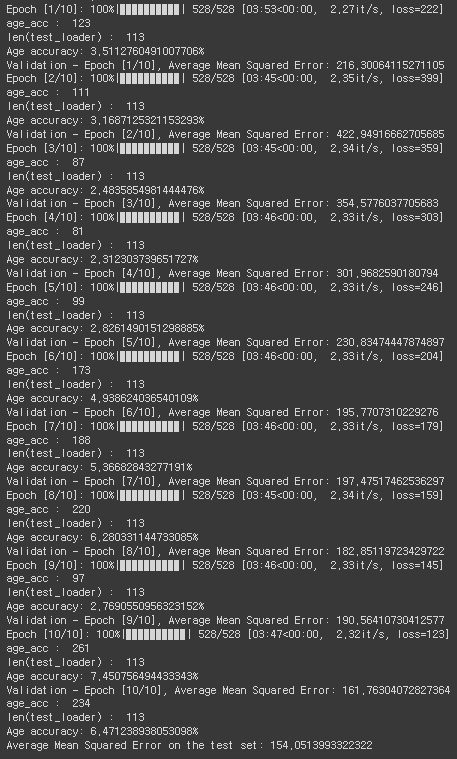 Epoch [1/10]: 100%|██████████| 528/528 [03:53<00:00,  2.27it/s, loss=222]
age_acc :  123
len(test_loader) :  113
Age accuracy: 3.5112760491007706%
Validation - Epoch [1/10], Average Mean Squared Error: 216.30064115271105
Epoch [2/10]: 100%|██████████| 528/528 [03:45<00:00,  2.35it/s, loss=399]
age_acc :  111
len(test_loader) :  113
Age accuracy: 3.1687125321153293%
Validation - Epoch [2/10], Average Mean Squared Error: 422.94916662705685
Epoch [3/10]: 100%|██████████| 528/528 [03:45<00:00,  2.34it/s, loss=359]
age_acc :  87
len(test_loader) :  113
Age accuracy: 2.4835854981444476%
Validation - Epoch [3/10], Average Mean Squared Error: 354.5776037705683
Epoch [4/10]: 100%|██████████| 528/528 [03:46<00:00,  2.33it/s, loss=303]
age_acc :  81
len(test_loader) :  113
Age accuracy: 2.312303739651727%
Validation - Epoch [4/10], Average Mean Squared Error: 301.9682590180794
Epoch [5/10]: 100%|██████████| 528/528 [03:46<00:00,  2.33it/s, loss=246]
age_acc :  99
len(test_loader) :  113
Age accuracy: 2.8261490151298885%
Validation - Epoch [5/10], Average Mean Squared Error: 230.83474447874897
Epoch [6/10]: 100%|██████████| 528/528 [03:46<00:00,  2.33it/s, loss=204]
age_acc :  173
len(test_loader) :  113
Age accuracy: 4.938624036540109%
Validation - Epoch [6/10], Average Mean Squared Error: 195.7707310229276
Epoch [7/10]: 100%|██████████| 528/528 [03:46<00:00,  2.33it/s, loss=179]
age_acc :  188
len(test_loader) :  113
Age accuracy: 5.36682843277191%
Validation - Epoch [7/10], Average Mean Squared Error: 197.47517462536297
Epoch [8/10]: 100%|██████████| 528/528 [03:45<00:00,  2.34it/s, loss=159]
age_acc :  220
len(test_loader) :  113
Age accuracy: 6.280331144733085%
Validation - Epoch [8/10], Average Mean Squared Error: 182.85119723429722
Epoch [9/10]: 100%|██████████| 528/528 [03:46<00:00,  2.33it/s, loss=145]
age_acc :  97
len(test_loader) :  113
Age accuracy: 2.7690550956323152%
Validation - Epoch [9/10], Average Mean Squared Error: 190.56410730412577
Epoch [10/10]: 100%|██████████| 528/528 [03:47<00:00,  2.32it/s, loss=123]
age_acc :  261
len(test_loader) :  113
Age accuracy: 7.450756494433343%
Validation - Epoch [10/10], Average Mean Squared Error: 161.76304072827364
age_acc :  234
len(test_loader) :  113
Age accuracy: 6.471238938053098%
Average Mean Squared Error on the test set: 154.0513993322322